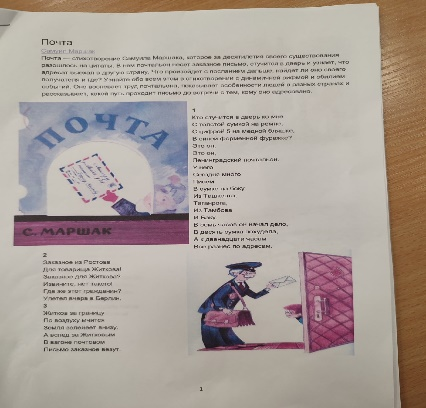 Почта
Самуил Маршак
Почта — стихотворение Самуила Маршака, которое за десятилетия своего существования
разошлось на цитаты. В нем почтальон несет заказное письмо, стучится в дверь и узнает, что
адресат выехал в другую страну. Что произойдет с посланием дальше, найдет ли оно своего
получателя и где? Узнайте обо всем этом в стихотворении с динамичной рифмой и обилием
событий. Оно воспевает труд почтальона, показывает особенности людей в разных странах и
рассказывает, какой путь проходит письмо до встречи с тем, кому оно адресовано.
ПОЧТА
С. МАРШАК
1
Кто стучится в дверь ко мне
С толстой сумкой на ремне,
С цифрой 5 на медной бляшке,
В синей форменной фуражке?
Это он,
Это он,
Ленинградский почтальон.
У него
Сегодня много
Писем
В сумке на боку
Из Ташкента,
Таганрога,
Из Тамбова
И Баку.
В семь часов он начал дело,
В десять сумка похудела,
А к двенадцати часам
Все разнес по адресам.
2
Заказное из Ростова
Для товарища Житкова!
Заказное для Житкова?
Извините, нет такого!
Где же этот гражданин?
Улетел вчера в Берлин.
3
Житков за границу
По воздуху мчится
Земля зеленеет внизу.
А вслед за Житковым
В вагоне почтовом
Письмо заказное везут.
1